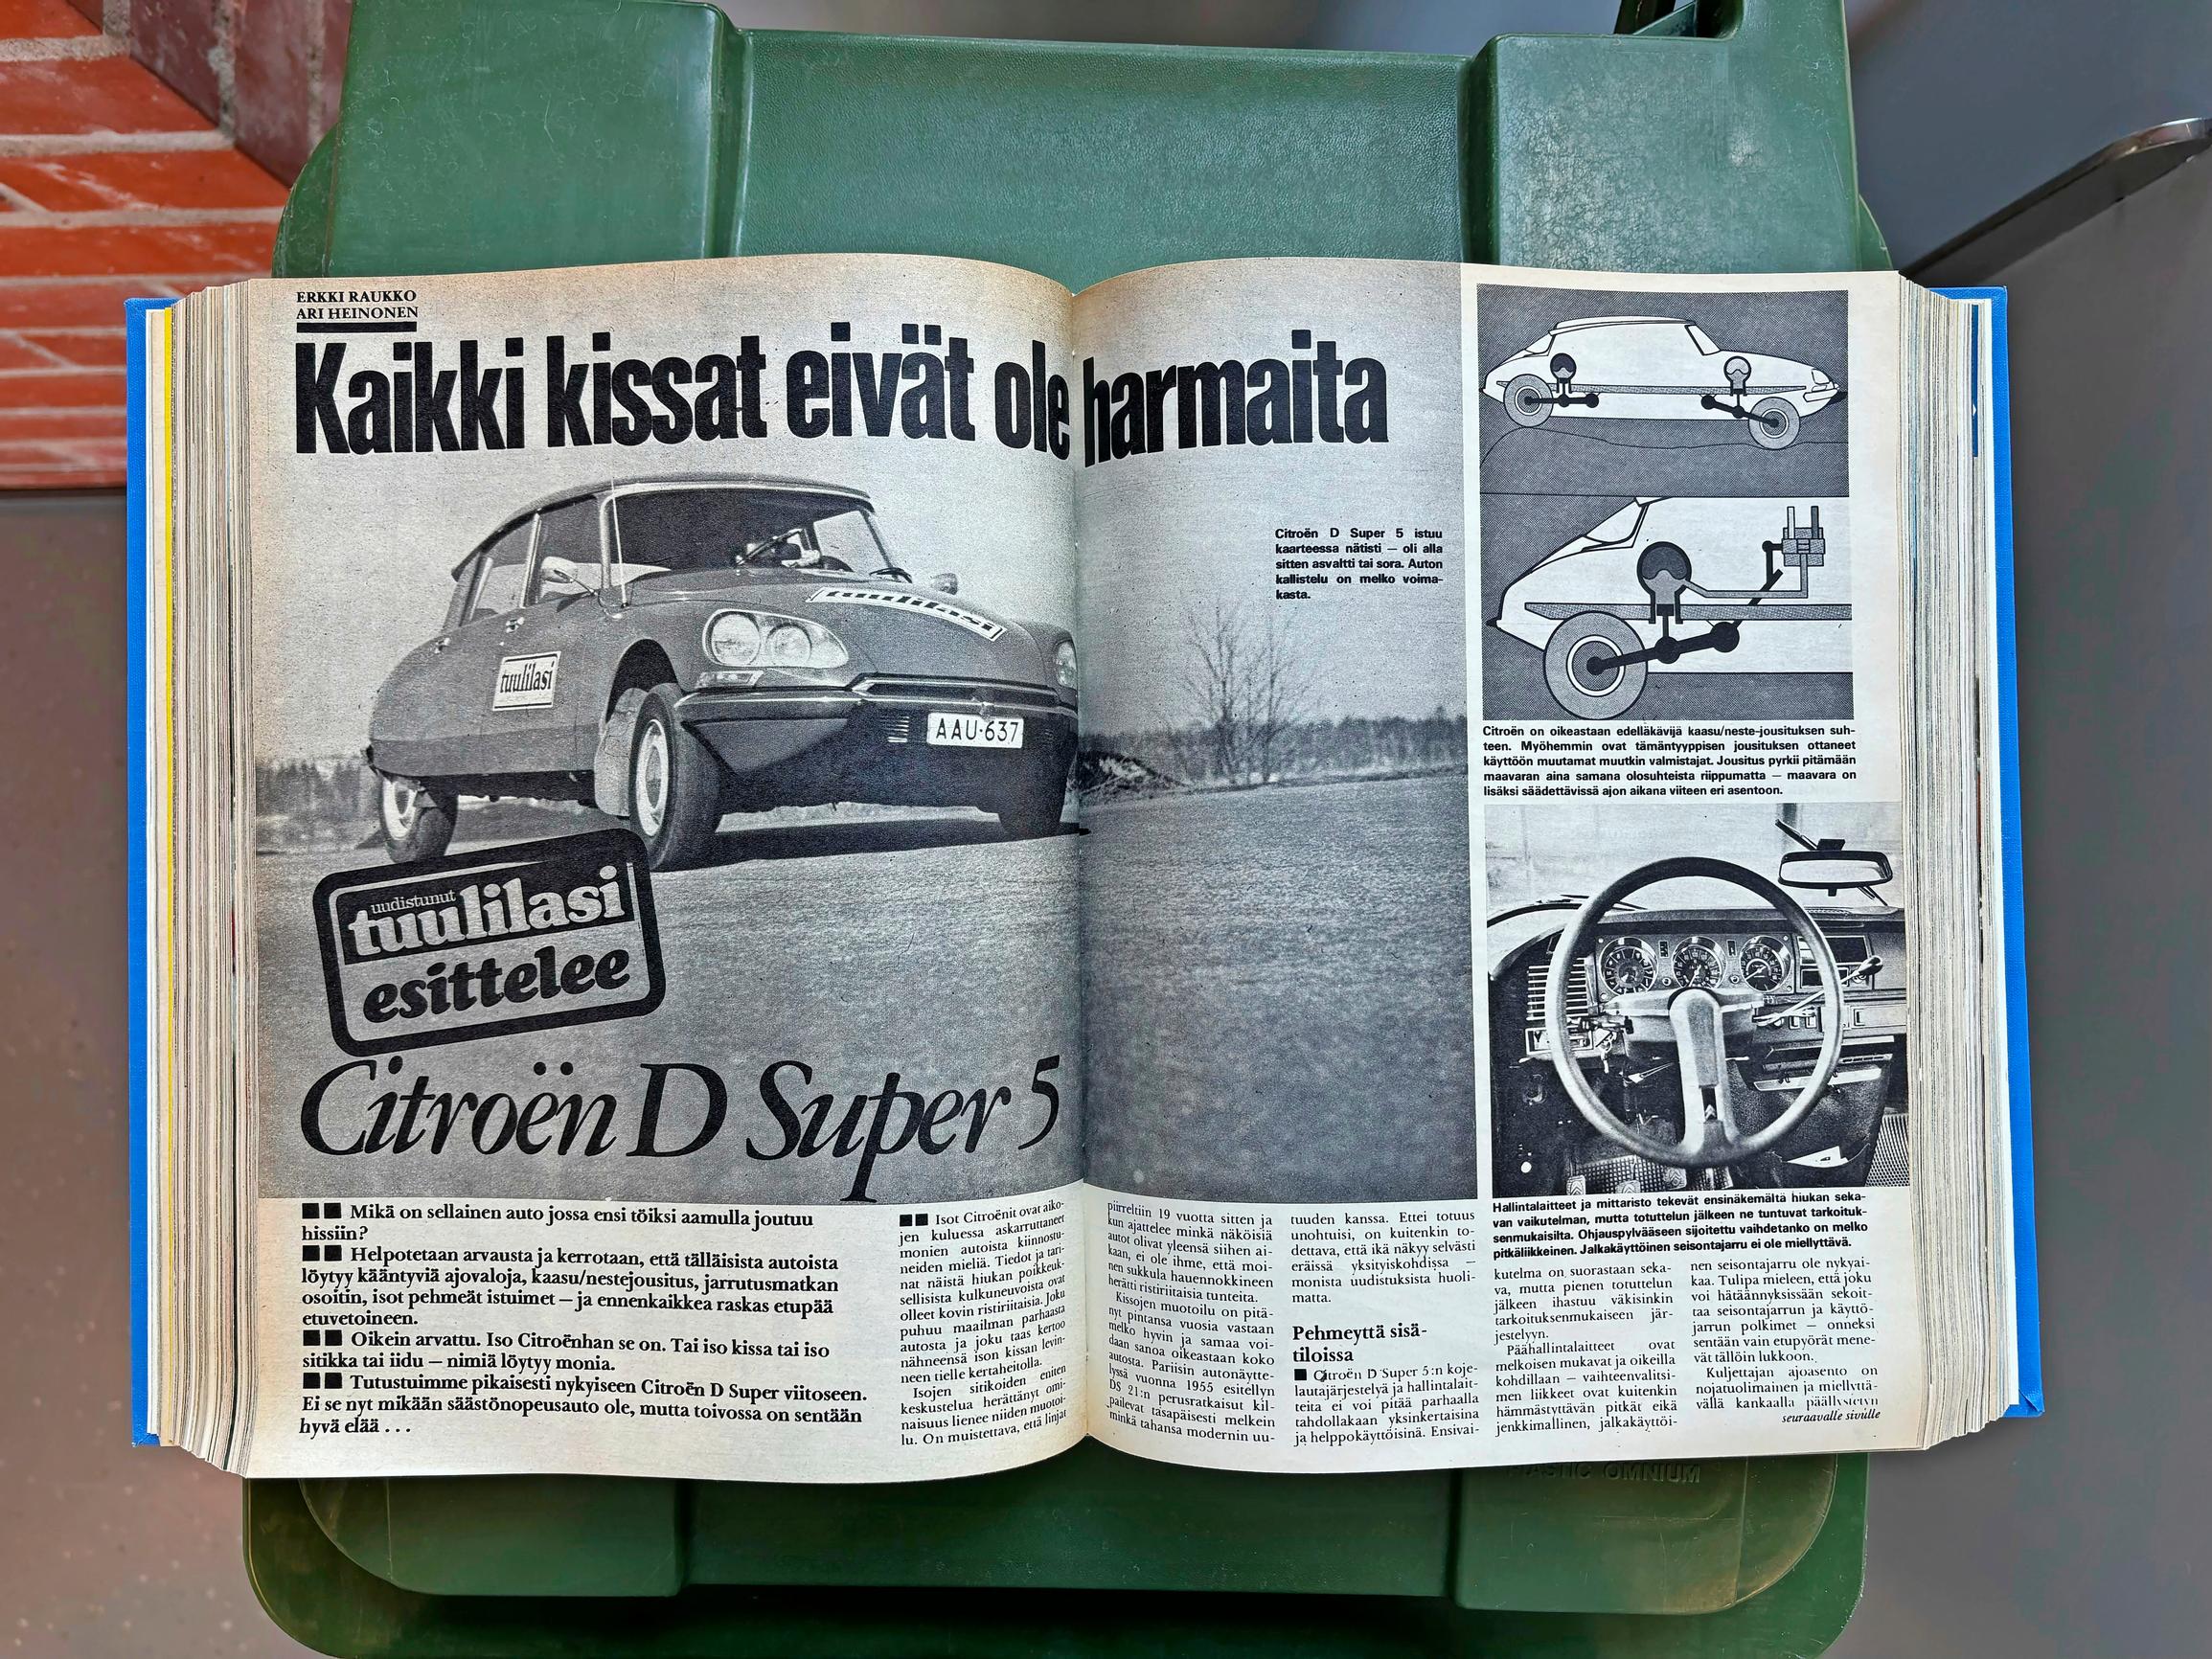 ERKKI RAUKKO
ARI HEINONEN
Kaikki kissat eivät ole harmaita
tuulilasi
tuulilasi
AAU-637
uudistunut
tuulilasi
esittelee
Citroën D Super 5
Mikä on sellainen auto jossa ensi töiksi aamulla joutuu
hissiin?
Helpotetaan arvausta ja kerrotaan, että tälläisista autoista
löytyy kääntyviä ajovaloja, kaasu/nestejousitus, jarrutusmatkan
osoitin, isot pehmeät istuimet — ja ennenkaikkea raskas etupää
etuvetoineen.
Oikein arvattu. Iso Citroënhan se on. Tai iso kissa tai iso
sitikka tai iidu — nimiä löytyy monia.
Tutustuimme pikaisesti nykyiseen Citroën D Super viitoseen.
Ei se nyt mikään säästönopeusauto ole, mutta toivossa on sentään
hyvä elää . . .
Isot Citroënit ovat aiko-
jen kuluessa askarruttaneet
monien autoista kiinnostu-
neiden mieliä. Tiedot ja tari-
nat näistä hiukan poikkeuk-
sellisista kulkuneuvoista ovat
olleet kovin ristiriitaisia. Joku
puhuu maailman parhaasta
autosta ja joku taas kertoo
nähneensä ison kissan levin-
neen tielle kertaheitolla.
Isojen sitikoiden eniten
keskustelua herättänyt omi-
naisuus lienee niiden muotoi-
lu. On muistettava, että linjat
piirreltiin 19 vuotta sitten ja
kun ajattelee minkä näköisiä
autot olivat yleensä siihen ai-
kaan, ei ole ihme, että moi-
nen sukkula hauennokkineen
herätti ristiriitaisia tunteita.
Kissojen muotoilu on pitä-
nyt pintansa vuosia vastaan
melko hyvin ja samaa voi-
daan sanoa oikeastaan koko
autosta. Pariisin autonäytte-
lyssä vuonna 1955 esitellyn
DS 21:n perusratkaisut kil-
pailevat tasapäisesti melkein
minkä tahansa modernin uu-
tuuden kanssa. Ettei totuus
unohtuisi, on kuitenkin to-
dettava, että ikä näkyy selvästi
eräissä yksityiskohdissa —
monista uudistuksista huoli-
matta.
Pehmeyttä sisä-
tiloissa
Citroën D Super 5:n koje-
lautajärjestelyä ja hallintalait-
teita ei voi pitää parhaalla
tahdollakaan yksinkertaisina
ja helppokäyttöisinä. Ensivai-
Citroën D Super 5 istuu
kaarteessa nätisti — oli alla
sitten asvaltti tai sora. Auton
kallistelu on melko voima-
kasta.
Citroën on oikeastaan edelläkävijä kaasu/neste-jousituksen suh-
teen. Myöhemmin ovat tämäntyyppisen jousituksen ottaneet
käyttöön muutamat muutkin valmistajat. Jousitus pyrkii pitämään
maavaran aina samana olosuhteista riippumatta — maavara on
lisäksi säädettävissä ajon aikana viiteen eri asentoon.
Hallintalaitteet ja mittaristo tekevät ensinäkemältä hiukan seka-
van vaikutelman, mutta totuttelun jälkeen ne tuntuvat tarkoituk-
senmukaisilta. Ohjauspylvääseen sijoitettu vaihdetanko on melko
pitkäliikkeinen. Jalkakäyttöinen seisontajarru ei ole miellyttävä.
kutelma on suorastaan seka-
va, mutta pienen totuttelun
jälkeen ihastuu väkisinkin
tarkoituksenmukaiseen jär-
jestelyyn.
Päähallintalaitteet ovat
melkoisen mukavat ja oikeilla
kohdillaan — vaihteenvalitsi-
men liikkeet ovat kuitenkin
hämmästyttävän pitkät eikä
jenkkimallinen, jalkakäyttöi-
nen seisontajarru ole nykyai-
kaa. Tulipa mieleen, että joku
voi hätäännyksissään sekoit-
taa seisontajarrun ja käyttö-
jarrun polkimet — onneksi
sentään vain etupyörät mene-
vät tällöin lukkoon.
Kuljettajan ajoasento on
nojatuolimainen ja miellyttä-
vällä kankaalla päällystetyn
seuraavalle sivulle
PLASTIC OMNIUM